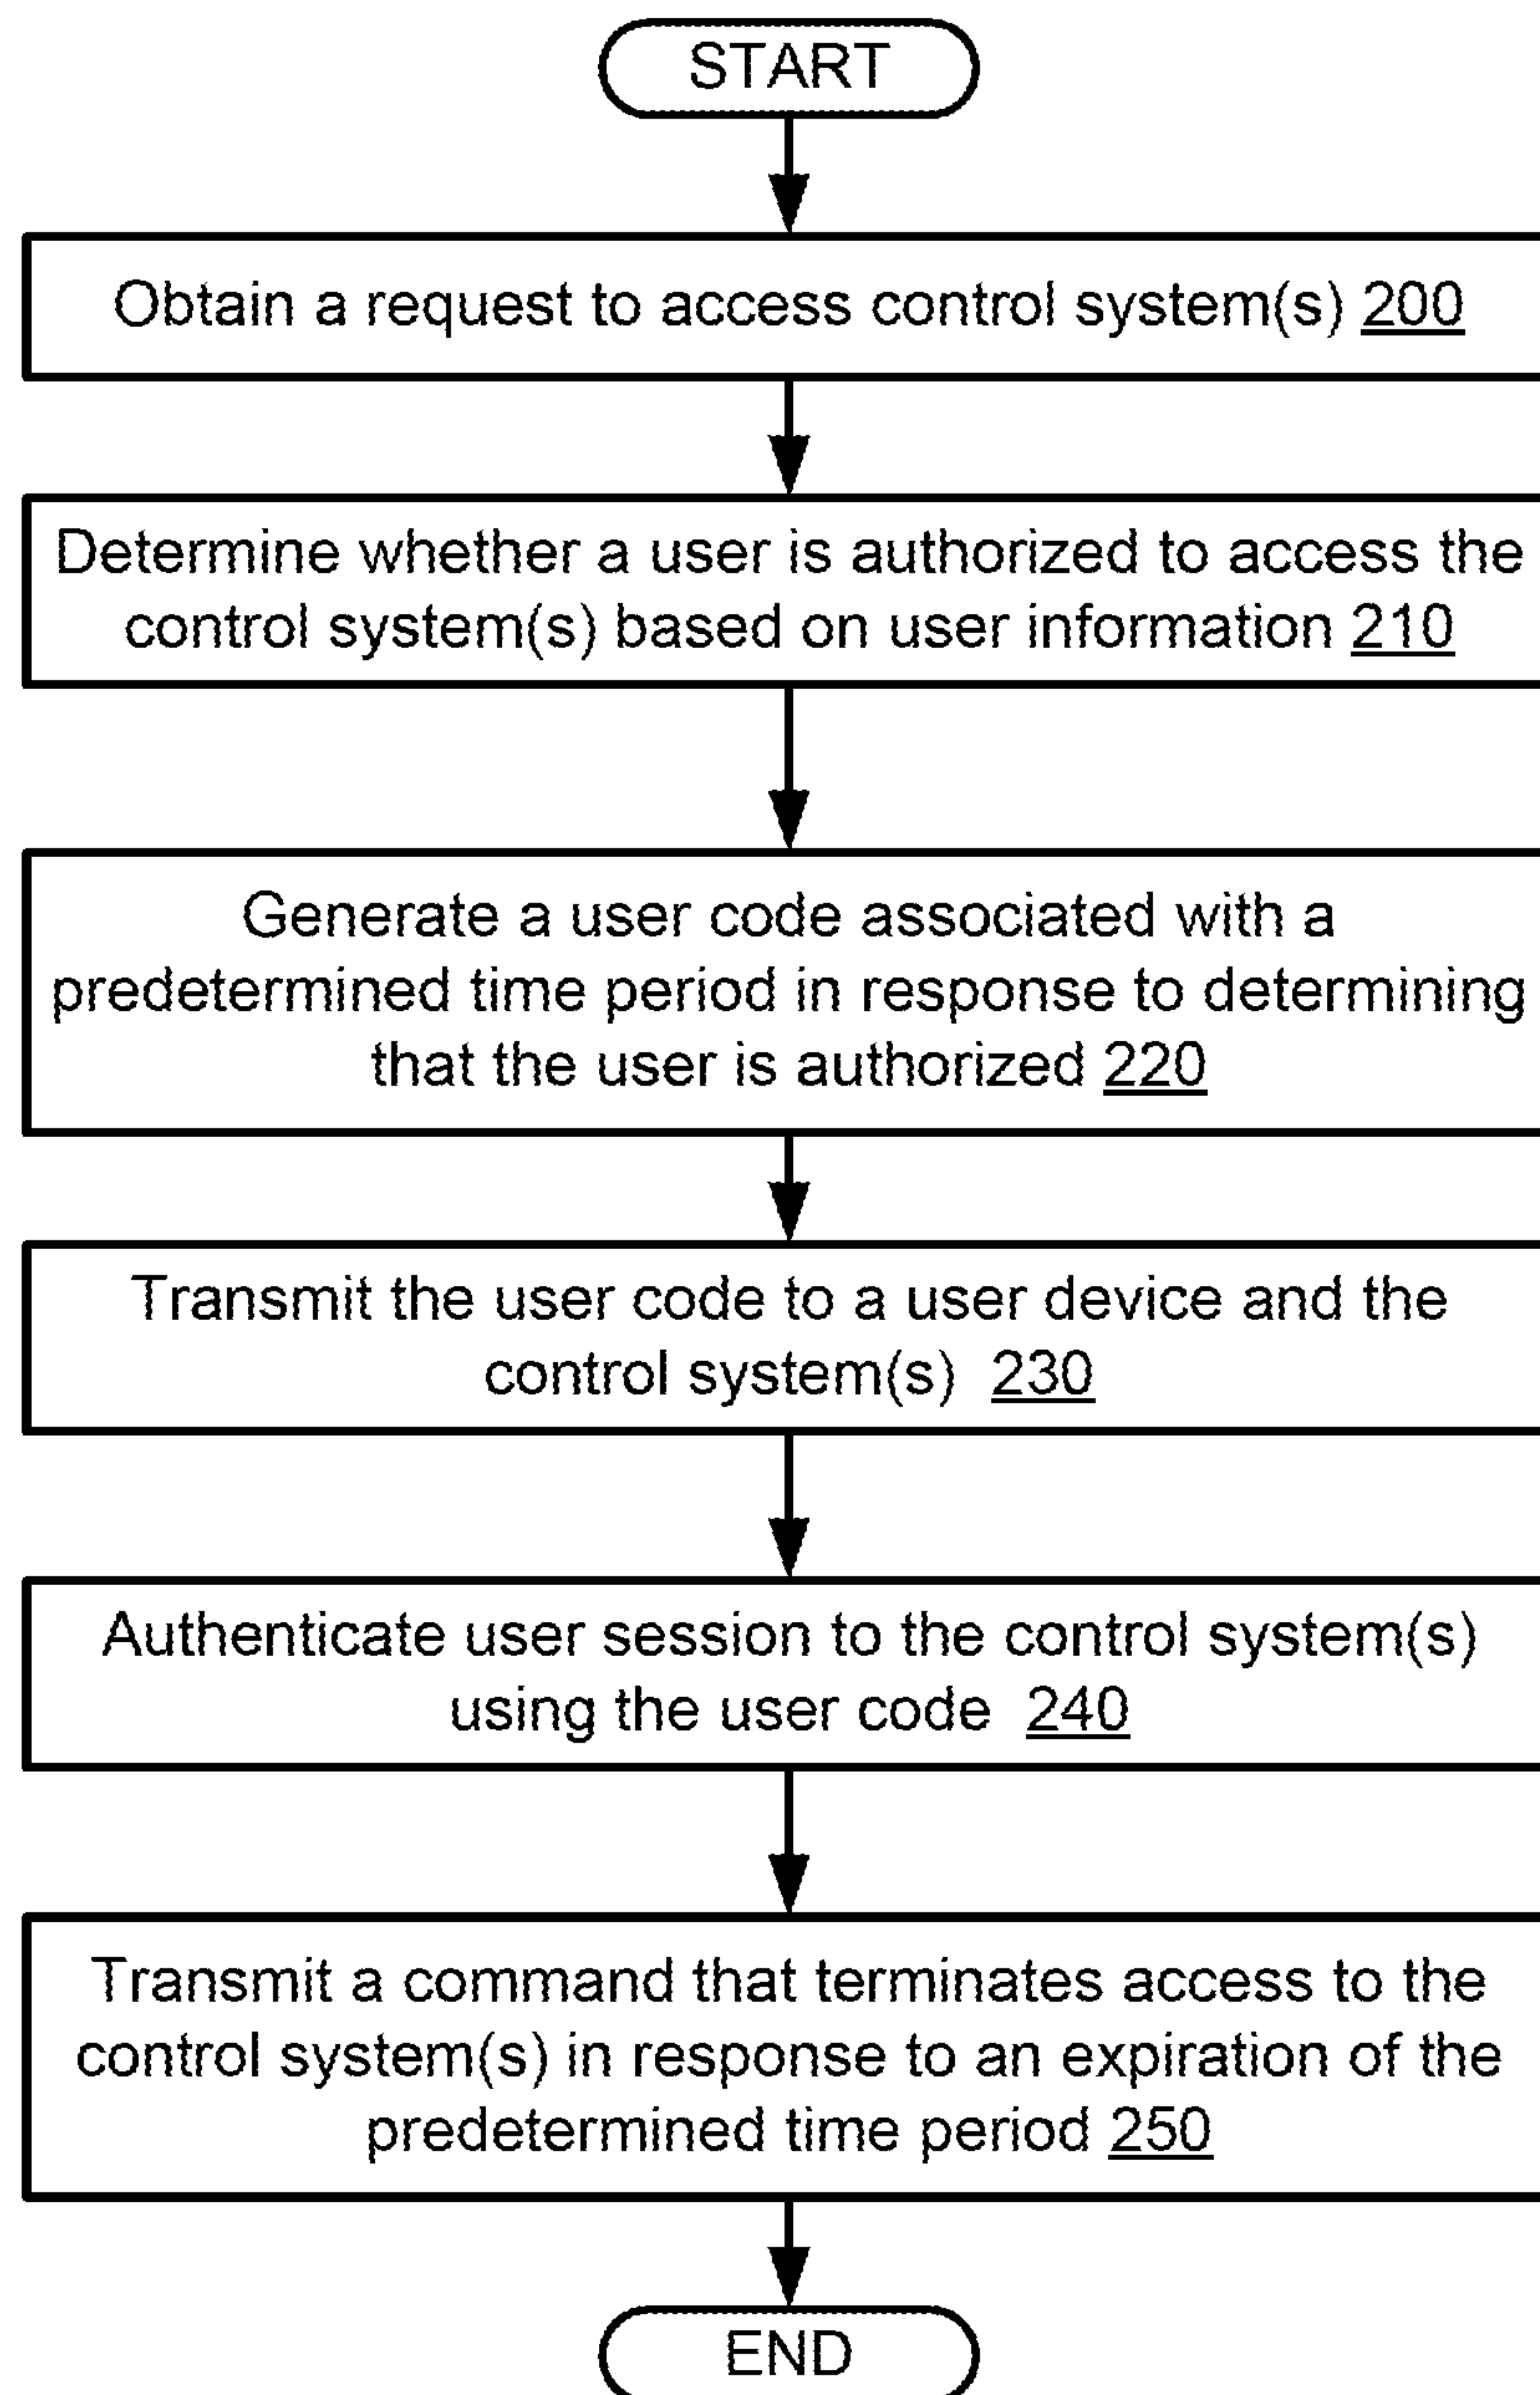 START
Obtain a request to access control system(s) 200
Determine whether a user is authorized to access the
control system(s) based on user information 210
Generate a user code associated with a
predetermined time period in response to determining
that the user is authorized 220
Transmit the user code to a user device and the
control system(s) 230
Authenticate user session to the control system(s)
using the user code 240
Transmit a command that terminates access to the
control system(s) in response to an expiration of the
predetermined time period 250
END